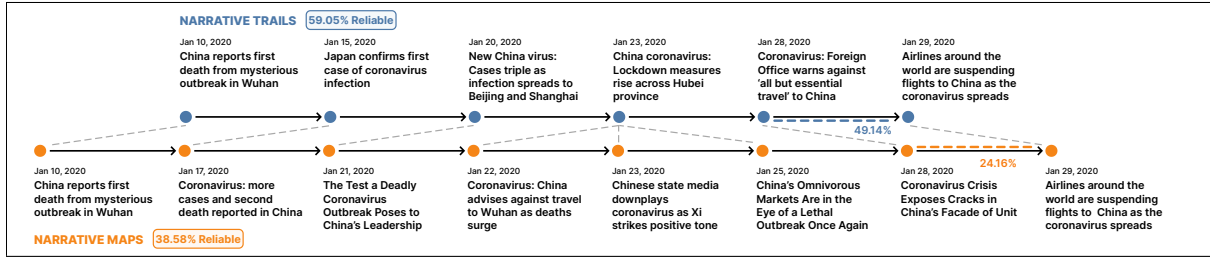 NARRATIVE TRAILS 59.05% Reliable
Jan 10, 2020
China reports first
death from mysterious
outbreak in Wuhan
Jan 15, 2020
Japan confirms first
case of coronavirus
infection
Jan 20, 2020
New China virus:
Cases triple as
infection spreads to
Beijing and Shanghai
Jan 23, 2020
China coronavirus:
Lockdown measures
rise across Hubei
province
Jan 28, 2020
Coronavirus: Foreign
Office warns against
'all but essential
travel' to China
Jan 29, 2020
Airlines around the
world are suspending
flights to China as the
coronavirus spreads
49.14%
24.16%
Jan 10, 2020
China reports first
death from mysterious
outbreak in Wuhan
Jan 17, 2020
Coronavirus: more
cases and second
death reported in China
Jan 21, 2020
The Test a Deadly
Coronavirus
Outbreak Poses to
China's Leadership
Jan 22, 2020
Coronavirus: China
advises against travel
to Wuhan as deaths
surge
Jan 23, 2020
Chinese state media
downplays
coronavirus as Xi
strikes positive tone
Jan 25, 2020
China's Omnivorous
Markets Are in the
Eye of a Lethal
Outbreak Once Again
Jan 28, 2020
Coronavirus Crisis
Exposes Cracks in
China's Facade of Unit
Jan 29, 2020
Airlines around the
world are suspending
flights to China as the
coronavirus spreads
NARRATIVE MAPS 38.58% Reliable